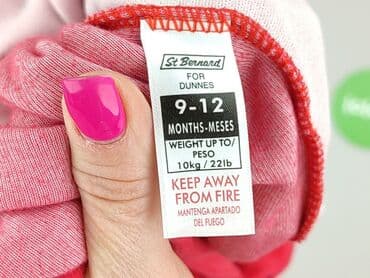 St Bernard
FOR
DUNNES
9-12
MONTHS-MESES
WEIGHT UP TO/
PESO
10kg / 22lb
KEEP AWAY
FROM FIRE
MANTENGA APARTADO
DEL FUEGO